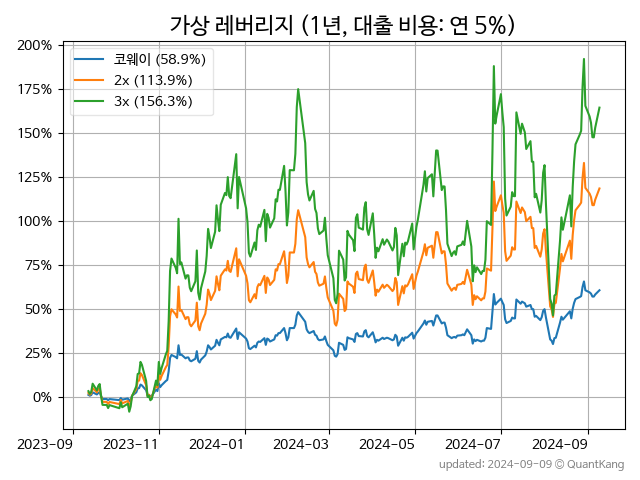 가상 레버리지 (1년, 대출 비용: 연 5%)
200%
175%
150%
125%
100%
75%
50%
25%
0%
코웨이 (58.9%)
2x (113.9%)
3x (156.3%)
2023-09 2023-11 2024-01 2024-03 2024-05 2024-07 2024-09
updated: 2024-09-09 © QuantKang